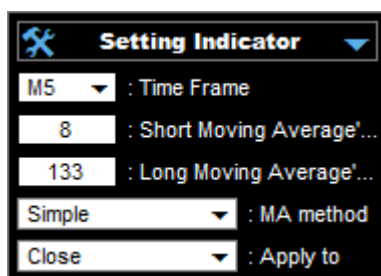 Setting Indicator
M5 : Time Frame
8 : Short Moving Average'...
133 : Long Moving Average'...
Simple : MA method
Close : Apply to